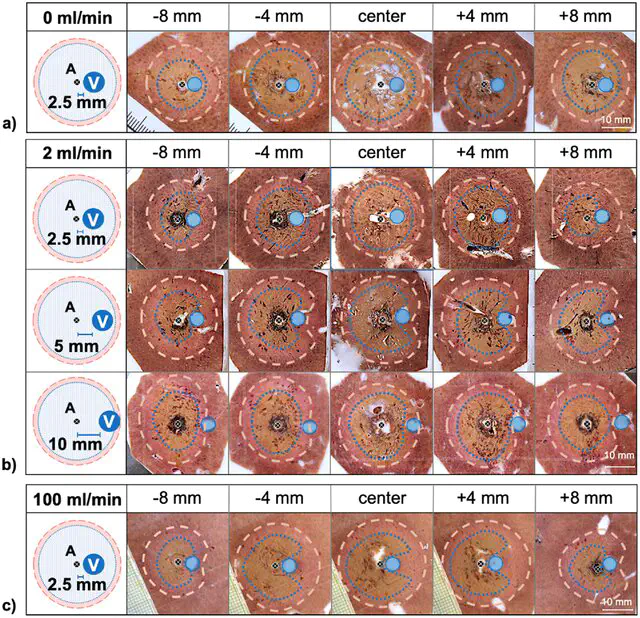 0 ml/min -8 mm -4 mm center +4 mm +8 mm
A
V
2.5 mm
10 mm
a)
2 ml/min -8 mm -4 mm center +4 mm +8 mm
A
V
2.5 mm
A
V
5 mm
A
V
10 mm
10 mm
b)
100 ml/min -8 mm -4 mm center +4 mm +8 mm
A
V
2.5 mm
10 mm
c)